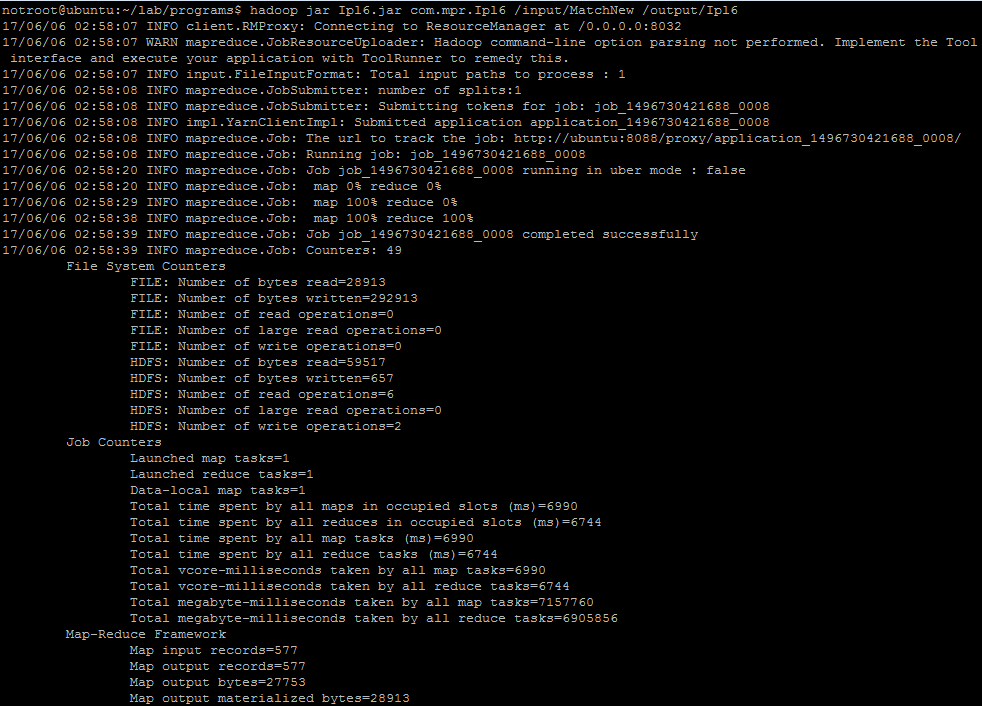 notroot@ubuntu:~/lab/programs$ hadoop jar Ipl6.jar com.mpr.Ipl6 /input/MatchNew /output/Ipl6
17/06/06 02:58:07 INFO client.RMProxy: Connecting to ResourceManager at /0.0.0.0:8032
17/06/06 02:58:07 WARN mapreduce.JobResourceUploader: Hadoop command-line option parsing not performed. Implement the Tool
 interface and execute your application with ToolRunner to remedy this.
17/06/06 02:58:07 INFO input.FileInputFormat: Total input paths to process : 1
17/06/06 02:58:08 INFO mapreduce.JobSubmitter: number of splits:1
17/06/06 02:58:08 INFO mapreduce.JobSubmitter: Submitting tokens for job: job_1496730421688_0008
17/06/06 02:58:08 INFO impl.YarnClientImpl: Submitted application application_1496730421688_0008
17/06/06 02:58:08 INFO mapreduce.Job: The url to track the job: http://ubuntu:8088/proxy/application_1496730421688_0008/
17/06/06 02:58:08 INFO mapreduce.Job: Running job: job_1496730421688_0008
17/06/06 02:58:20 INFO mapreduce.Job: Job job_1496730421688_0008 running in uber mode : false
17/06/06 02:58:20 INFO mapreduce.Job:  map 0% reduce 0%
17/06/06 02:58:29 INFO mapreduce.Job:  map 100% reduce 0%
17/06/06 02:58:38 INFO mapreduce.Job:  map 100% reduce 100%
17/06/06 02:58:39 INFO mapreduce.Job: Job job_1496730421688_0008 completed successfully
17/06/06 02:58:39 INFO mapreduce.Job: Counters: 49
        File System Counters
                FILE: Number of bytes read=28913
                FILE: Number of bytes written=292913
                FILE: Number of read operations=0
                FILE: Number of large read operations=0
                FILE: Number of write operations=0
                HDFS: Number of bytes read=59517
                HDFS: Number of bytes written=657
                HDFS: Number of read operations=6
                HDFS: Number of large read operations=0
                HDFS: Number of write operations=2
        Job Counters
                Launched map tasks=1
                Launched reduce tasks=1
                Data-local map tasks=1
                Total time spent by all maps in occupied slots (ms)=6990
                Total time spent by all reduces in occupied slots (ms)=6744
                Total time spent by all map tasks (ms)=6990
                Total time spent by all reduce tasks (ms)=6744
                Total vcore-milliseconds taken by all map tasks=6990
                Total vcore-milliseconds taken by all reduce tasks=6744
                Total megabyte-milliseconds taken by all map tasks=7157760
                Total megabyte-milliseconds taken by all reduce tasks=6905856
        Map-Reduce Framework
                Map input records=577
                Map output records=577
                Map output bytes=27753
                Map output materialized bytes=28913